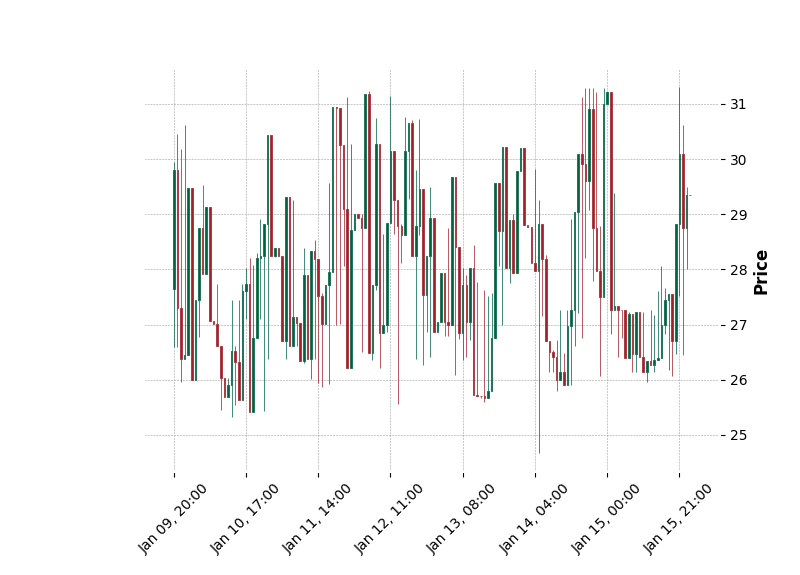 31
30
29
28
27
26
25
Price
Jan 09, 20:00
Jan 10, 17:00
Jan 11, 14:00
Jan 12, 11:00
Jan 13, 08:00
Jan 14, 04:00
Jan 15, 00:00
Jan 15, 21:00